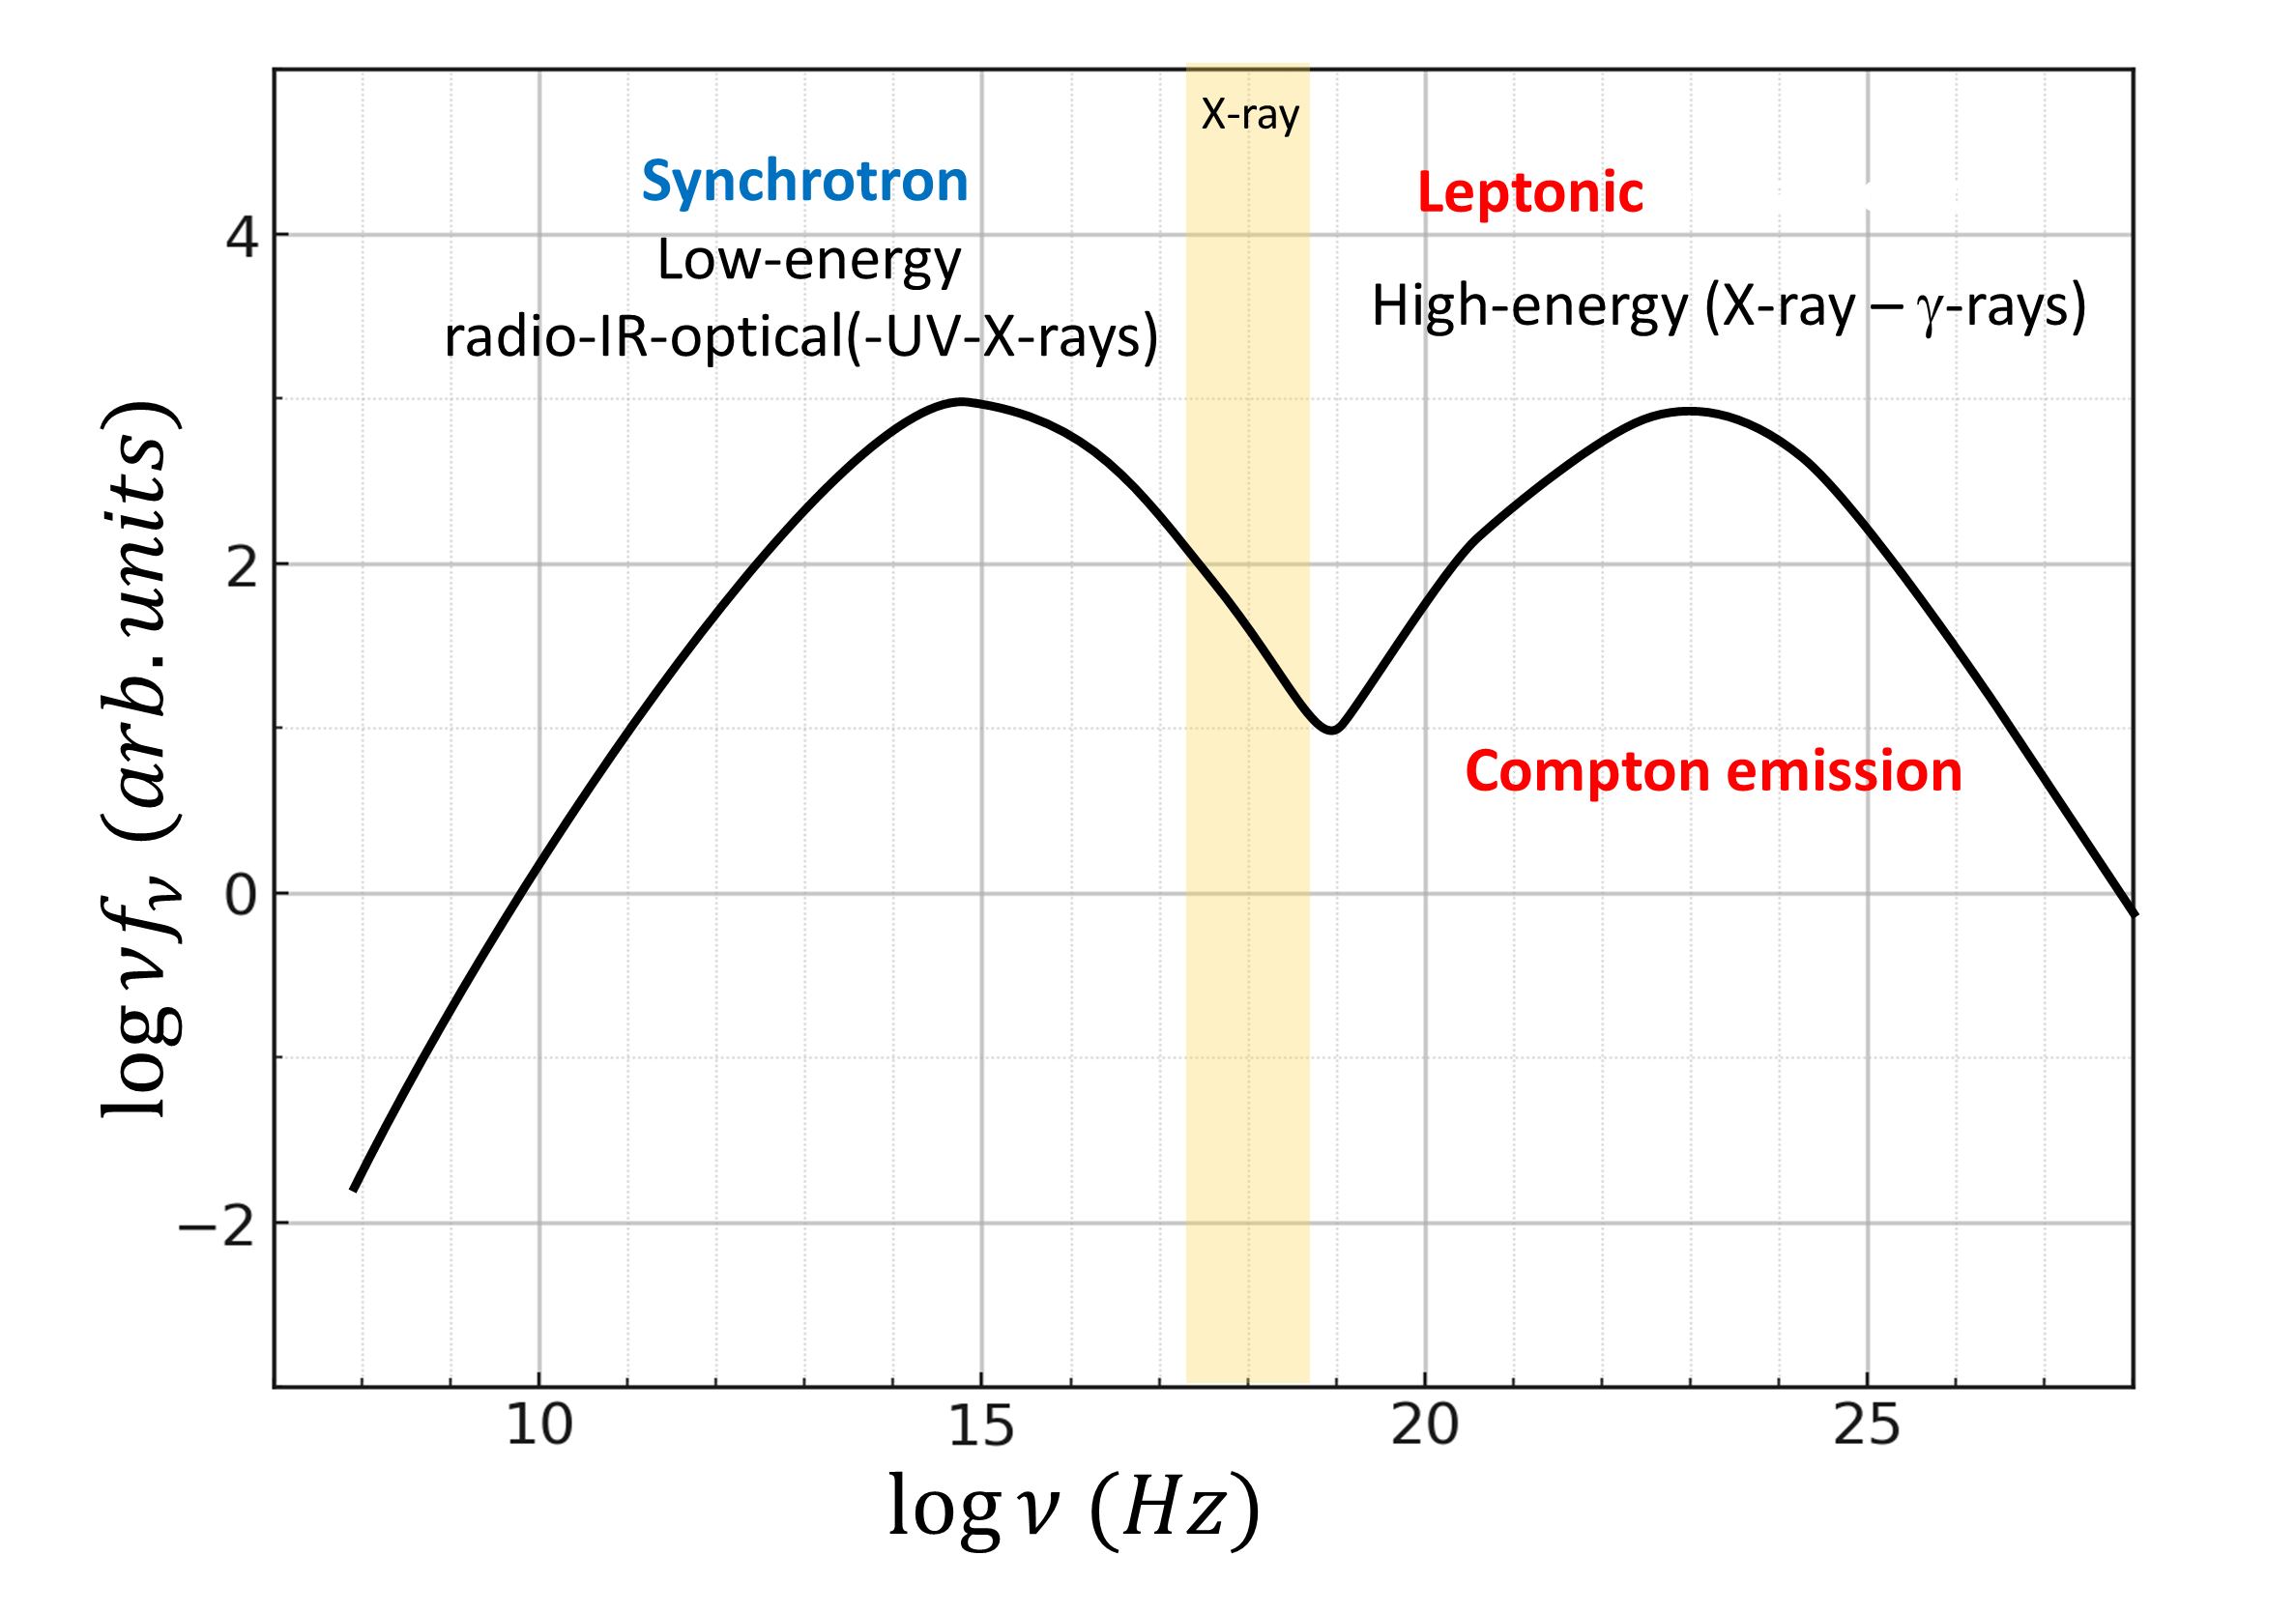 X-ray
Synchrotron
Leptonic
Low-energy
radio-IR-optical(-UV-X-rays)
High-energy (X-ray − γ-rays)
Compton emission
log ν f_ν (arb. units)
4
2
0
−2
10
15
20
25
log ν (Hz)